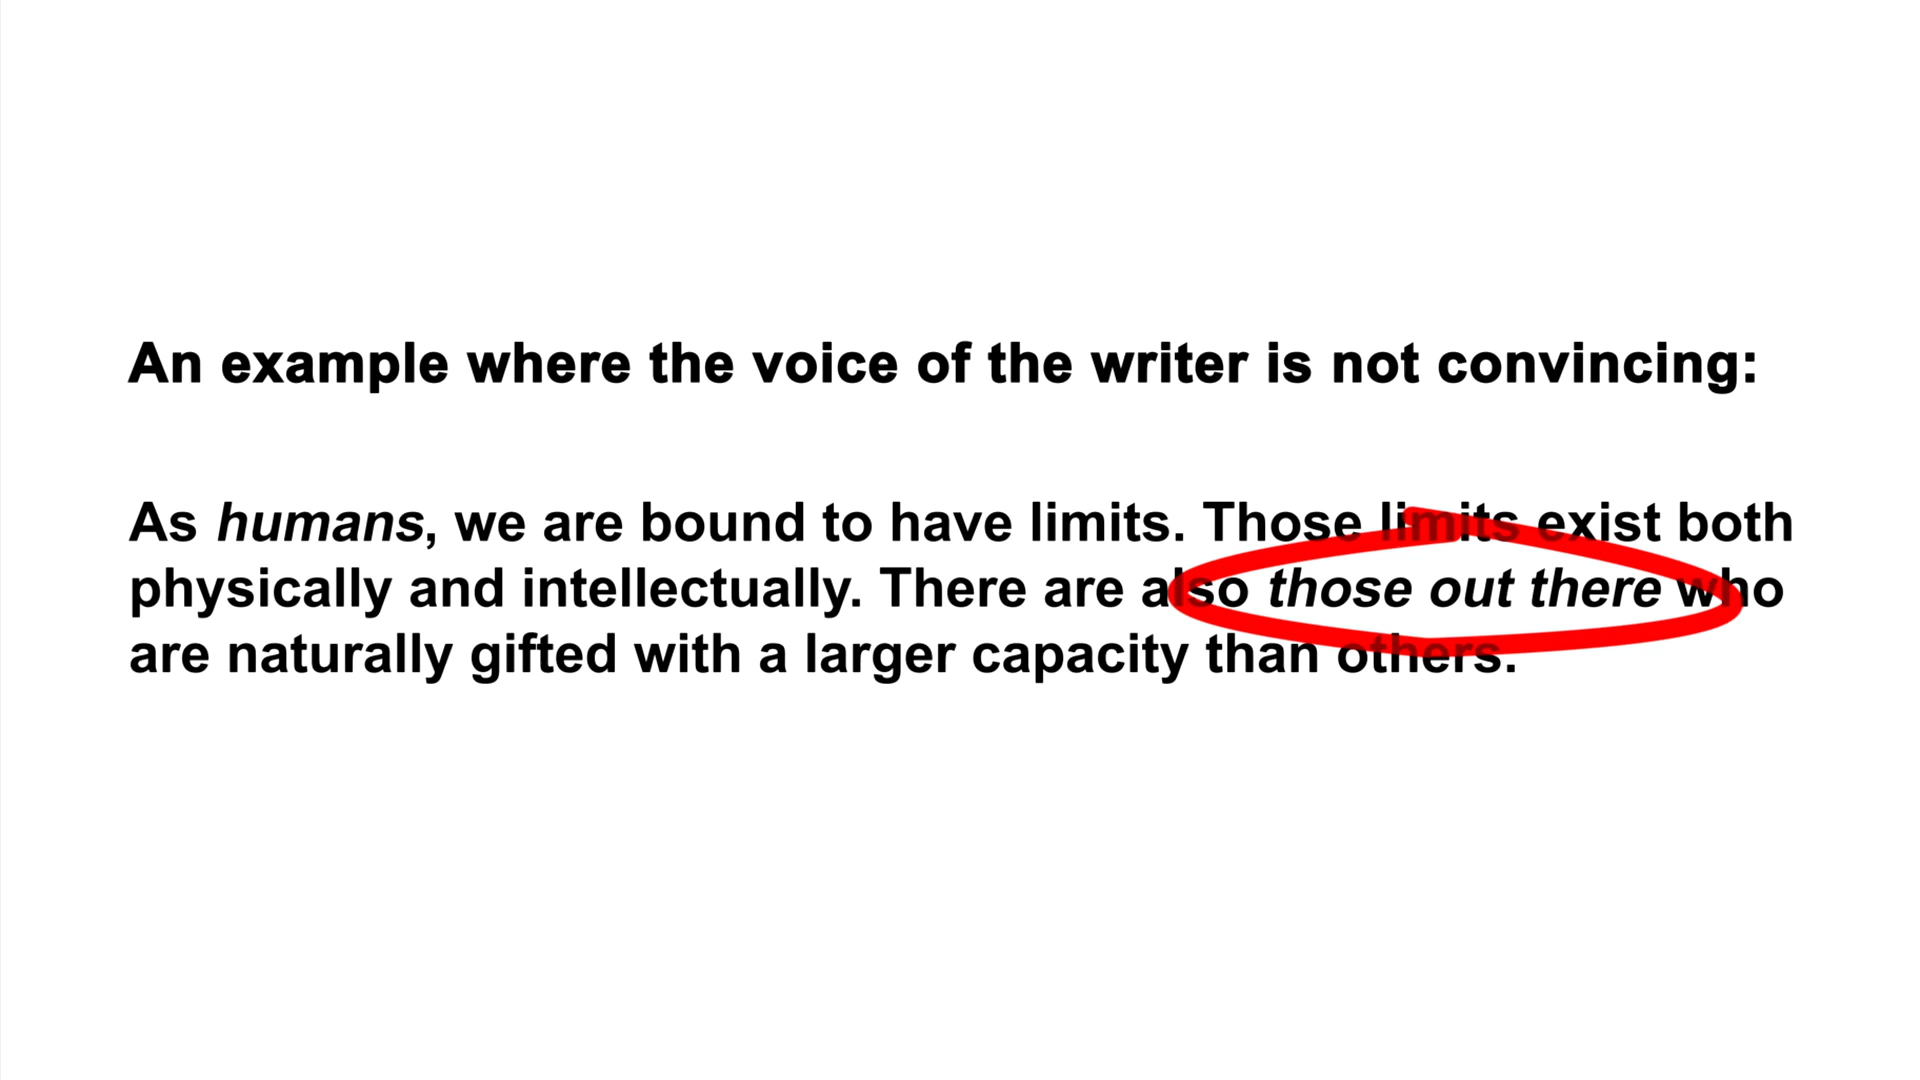 An example where the voice of the writer is not convincing:
As humans, we are bound to have limits. Those limits exist both
physically and intellectually. There are also those out there who
are naturally gifted with a larger capacity than others.